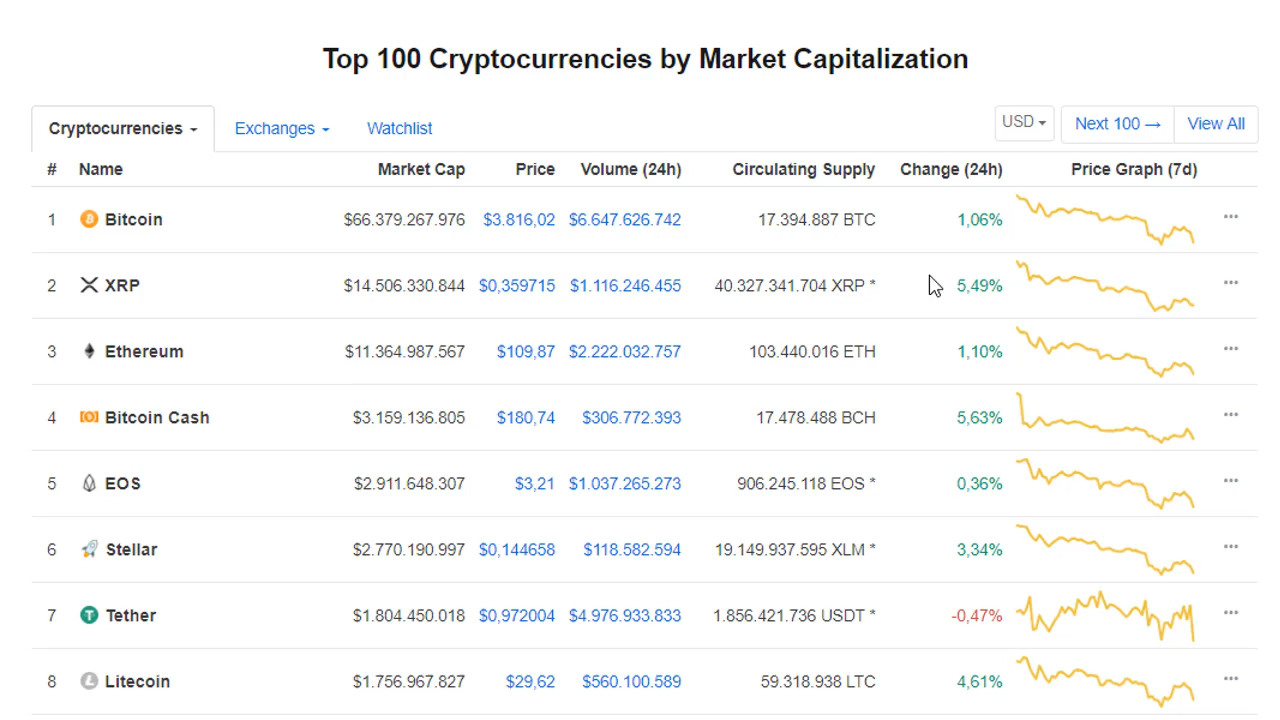 Top 100 Cryptocurrencies by Market Capitalization
Cryptocurrencies Exchanges Watchlist USD Next 100 → View All
# Name Market Cap Price Volume (24h) Circulating Supply Change (24h) Price Graph (7d)
1 Bitcoin $66.379.267.976 $3.816,02 $6.647.626.742 17.394.887 BTC 1,06%
2 XRP $14.506.330.844 $0,359715 $1.116.246.455 40.327.341.704 XRP * 5,49%
3 Ethereum $11.364.987.567 $109,87 $2.222.032.757 103.440.016 ETH 1,10%
4 Bitcoin Cash $3.159.136.805 $180,74 $306.772.393 17.478.488 BCH 5,63%
5 EOS $2.911.648.307 $3,21 $1.037.265.273 906.245.118 EOS * 0,36%
6 Stellar $2.770.190.997 $0,144658 $118.582.594 19.149.937.595 XLM * 3,34%
7 Tether $1.804.450.018 $0,972004 $4.976.933.833 1.856.421.736 USDT * -0,47%
8 Litecoin $1.756.967.827 $29,62 $560.100.589 59.318.938 LTC 4,61%